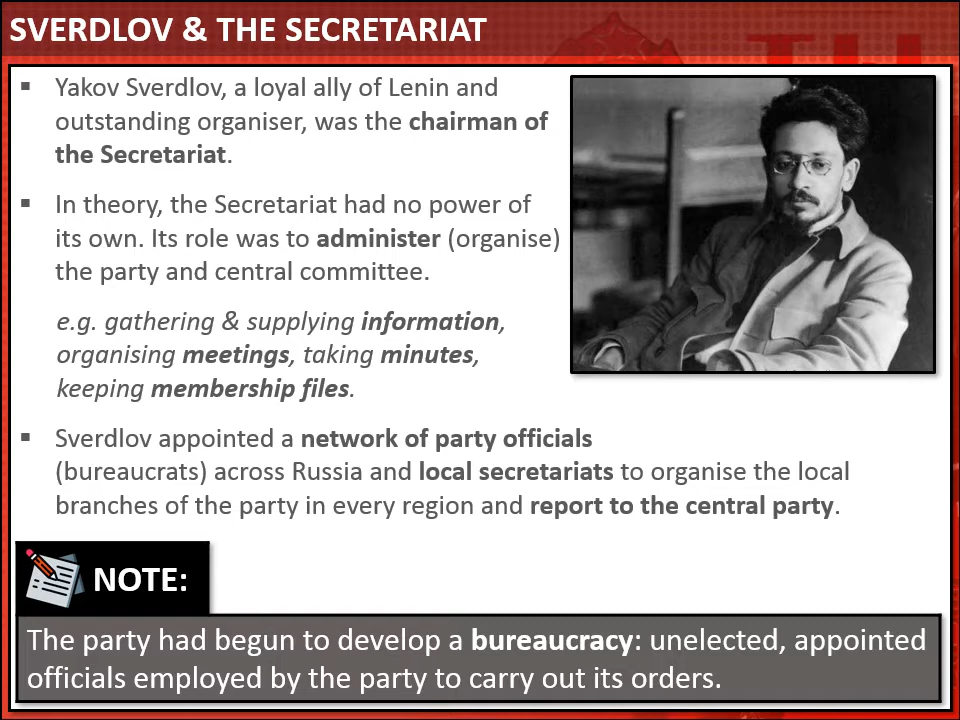 SVERDLOV & THE SECRETARIAT
▪ Yakov Sverdlov, a loyal ally of Lenin and
outstanding organiser, was the chairman of
the Secretariat.
▪ In theory, the Secretariat had no power of
its own. Its role was to administer (organise)
the party and central committee.
e.g. gathering & supplying information,
organising meetings, taking minutes,
keeping membership files.
▪ Sverdlov appointed a network of party officials
(bureaucrats) across Russia and local secretariats to organise the local
branches of the party in every region and report to the central party.
NOTE:
The party had begun to develop a bureaucracy: unelected, appointed
officials employed by the party to carry out its orders.